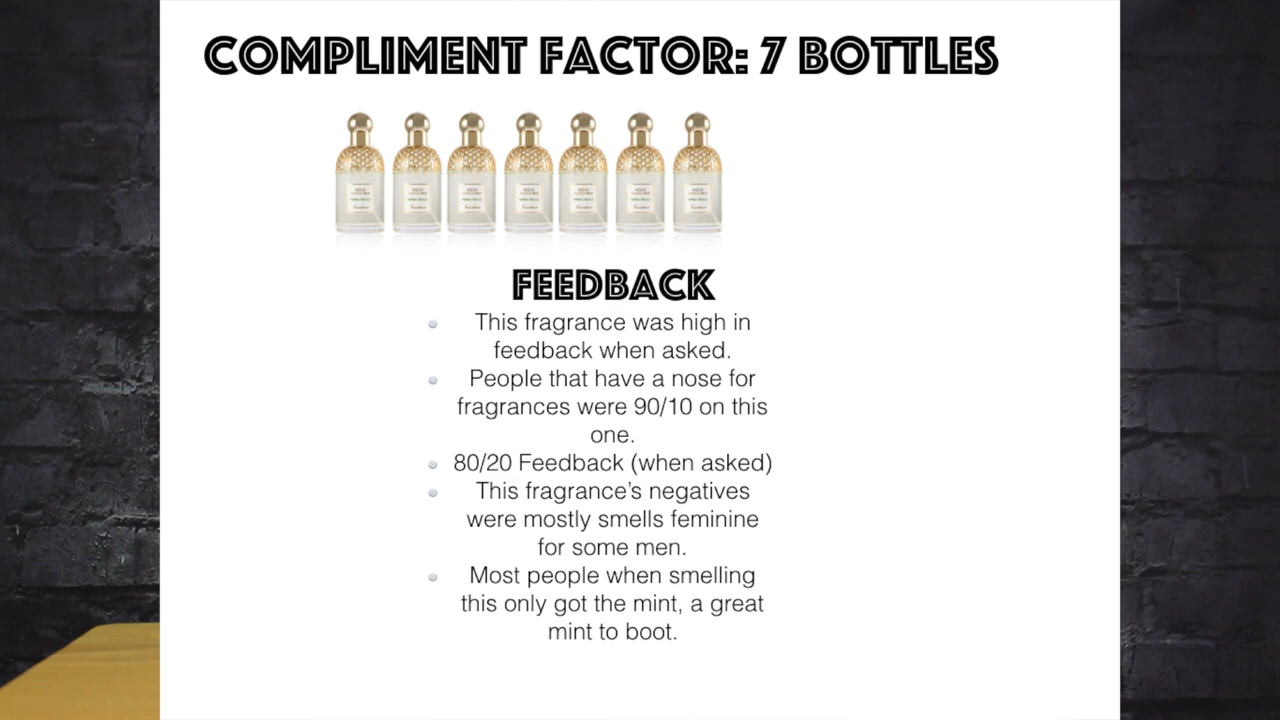 COMPLIMENT FACTOR: 7 BOTTLES
FEEDBACK
This fragrance was high in
feedback when asked.
People that have a nose for
fragrances were 90/10 on this
one.
80/20 Feedback (when asked)
This fragrance's negatives
were mostly smells feminine
for some men.
Most people when smelling
this only got the mint, a great
mint to boot.